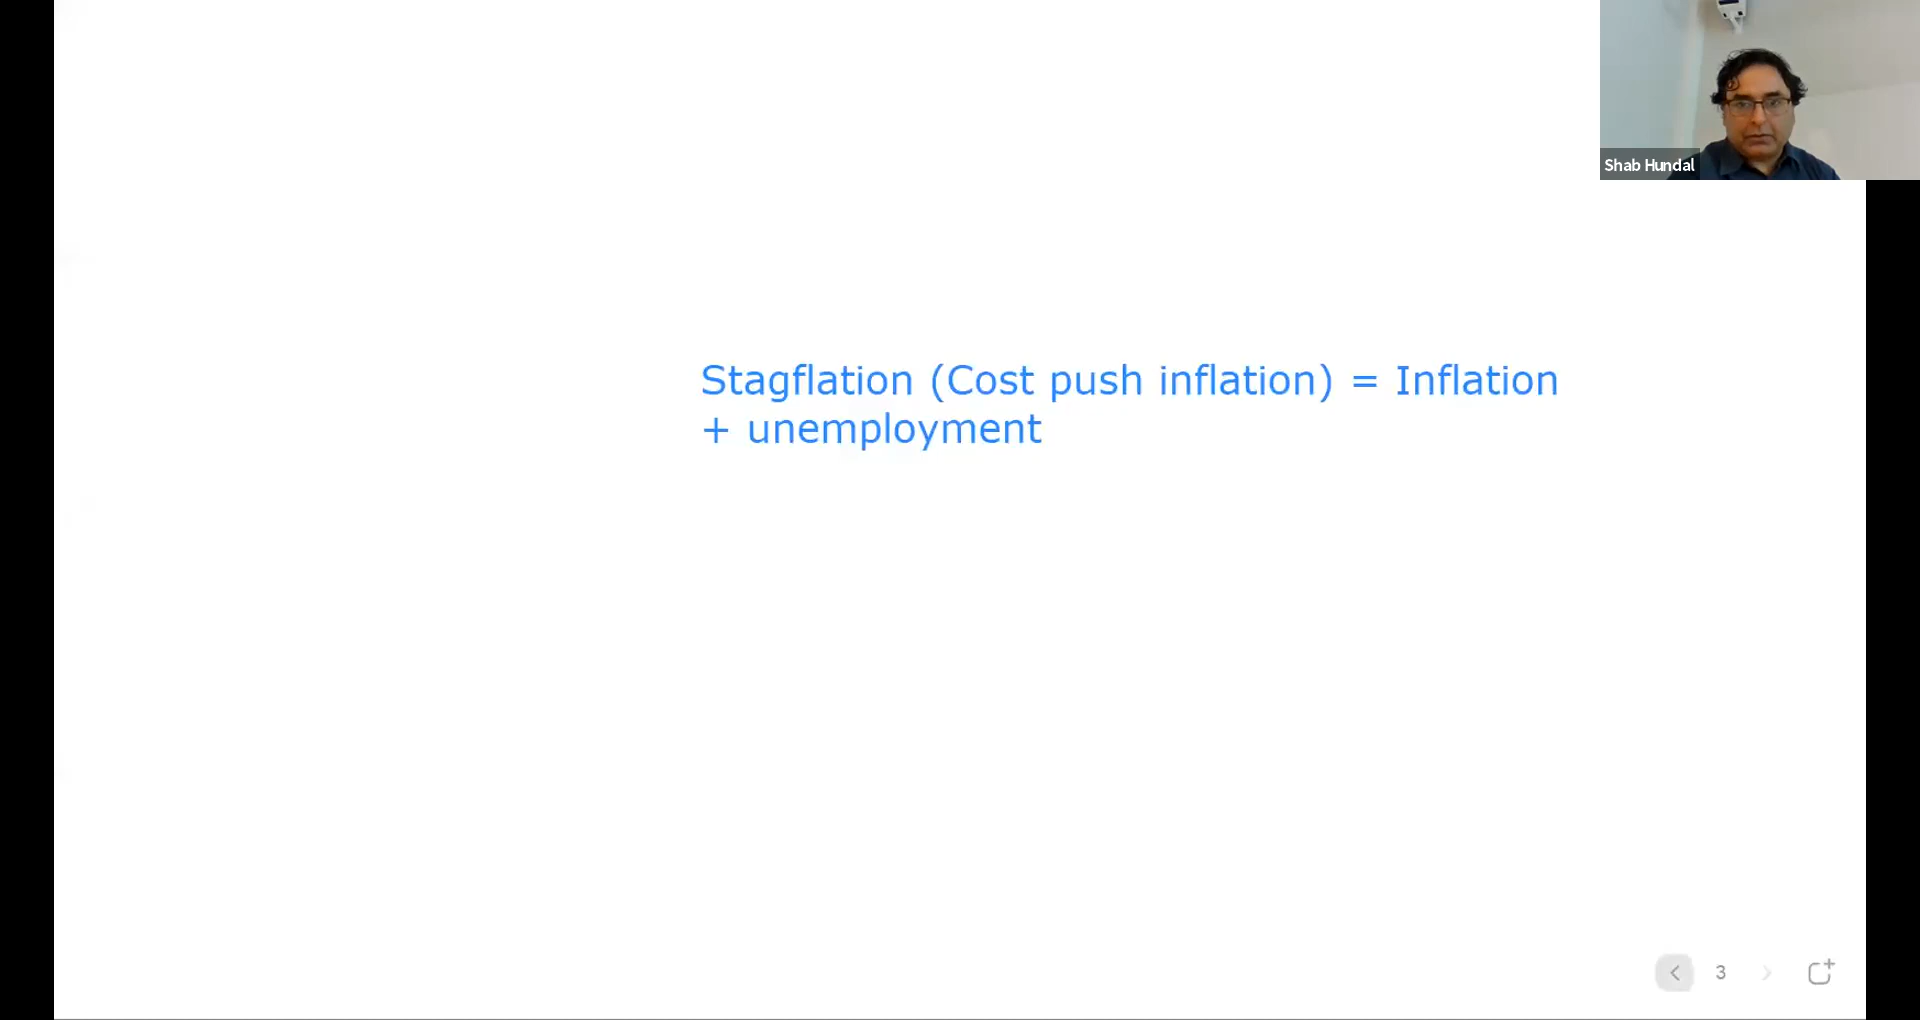 Shab Hundal
Stagflation (Cost push inflation) = Inflation
+ unemployment
3